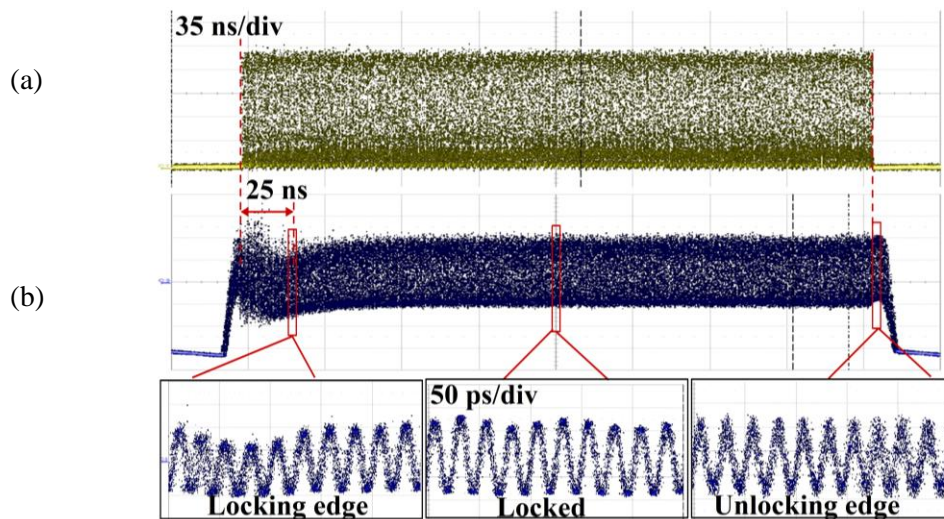 35 ns/div
(a)
25 ns
(b)
50 ps/div
Locking edge
Locked
Unlocking edge